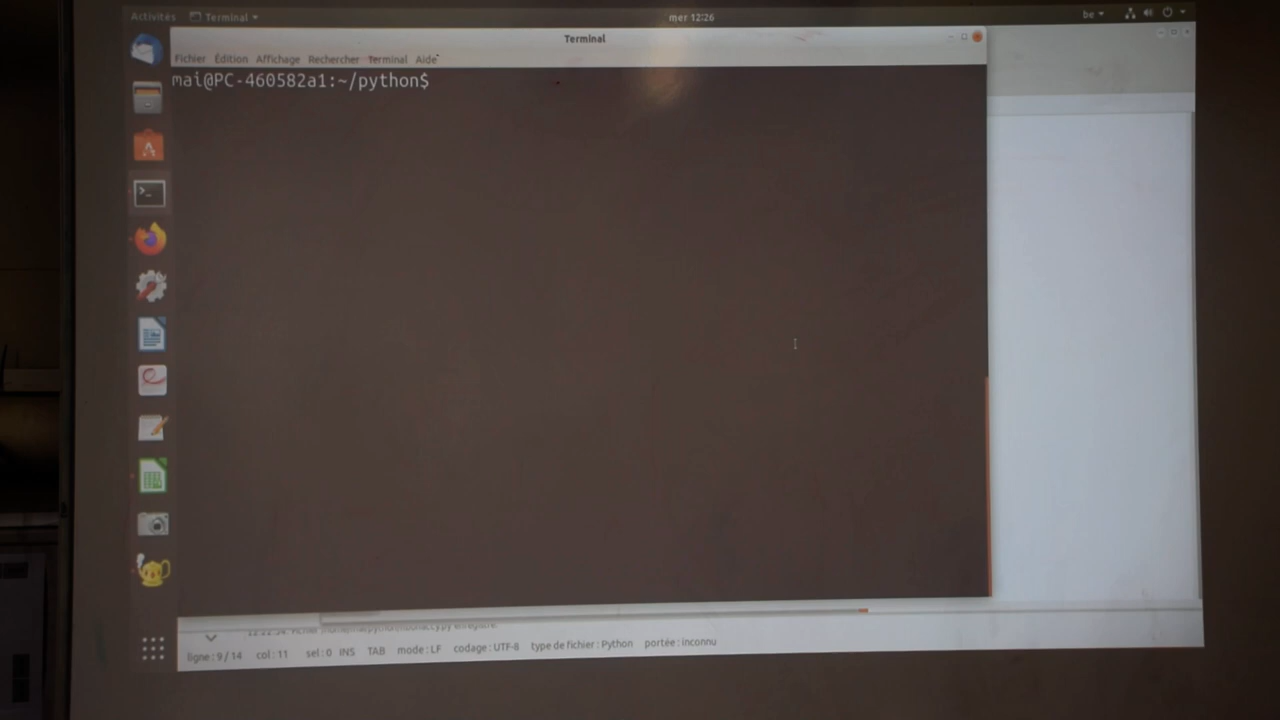 Activités Terminal mer 12:26 be
Terminal
Fichier Édition Affichage Rechercher Terminal Aide
mai@PC-460582a1:~/python$
ligne : 9 / 14 col : 11 sel : 0 INS TAB mode : LF codage : UTF-8 type de fichier : Python portée : inconnu